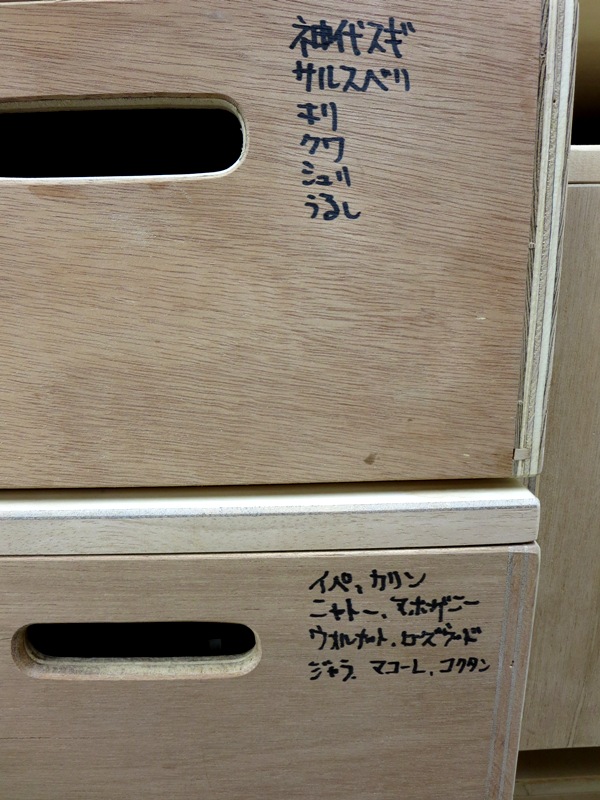 神代スギ
サルスベリ
キリ
クワ
シュリ
うるし
イペ, カリン
ニャトー, マホガニー
ウォルナット, ローズウッド
ジャラ, マコーレ, コクタン